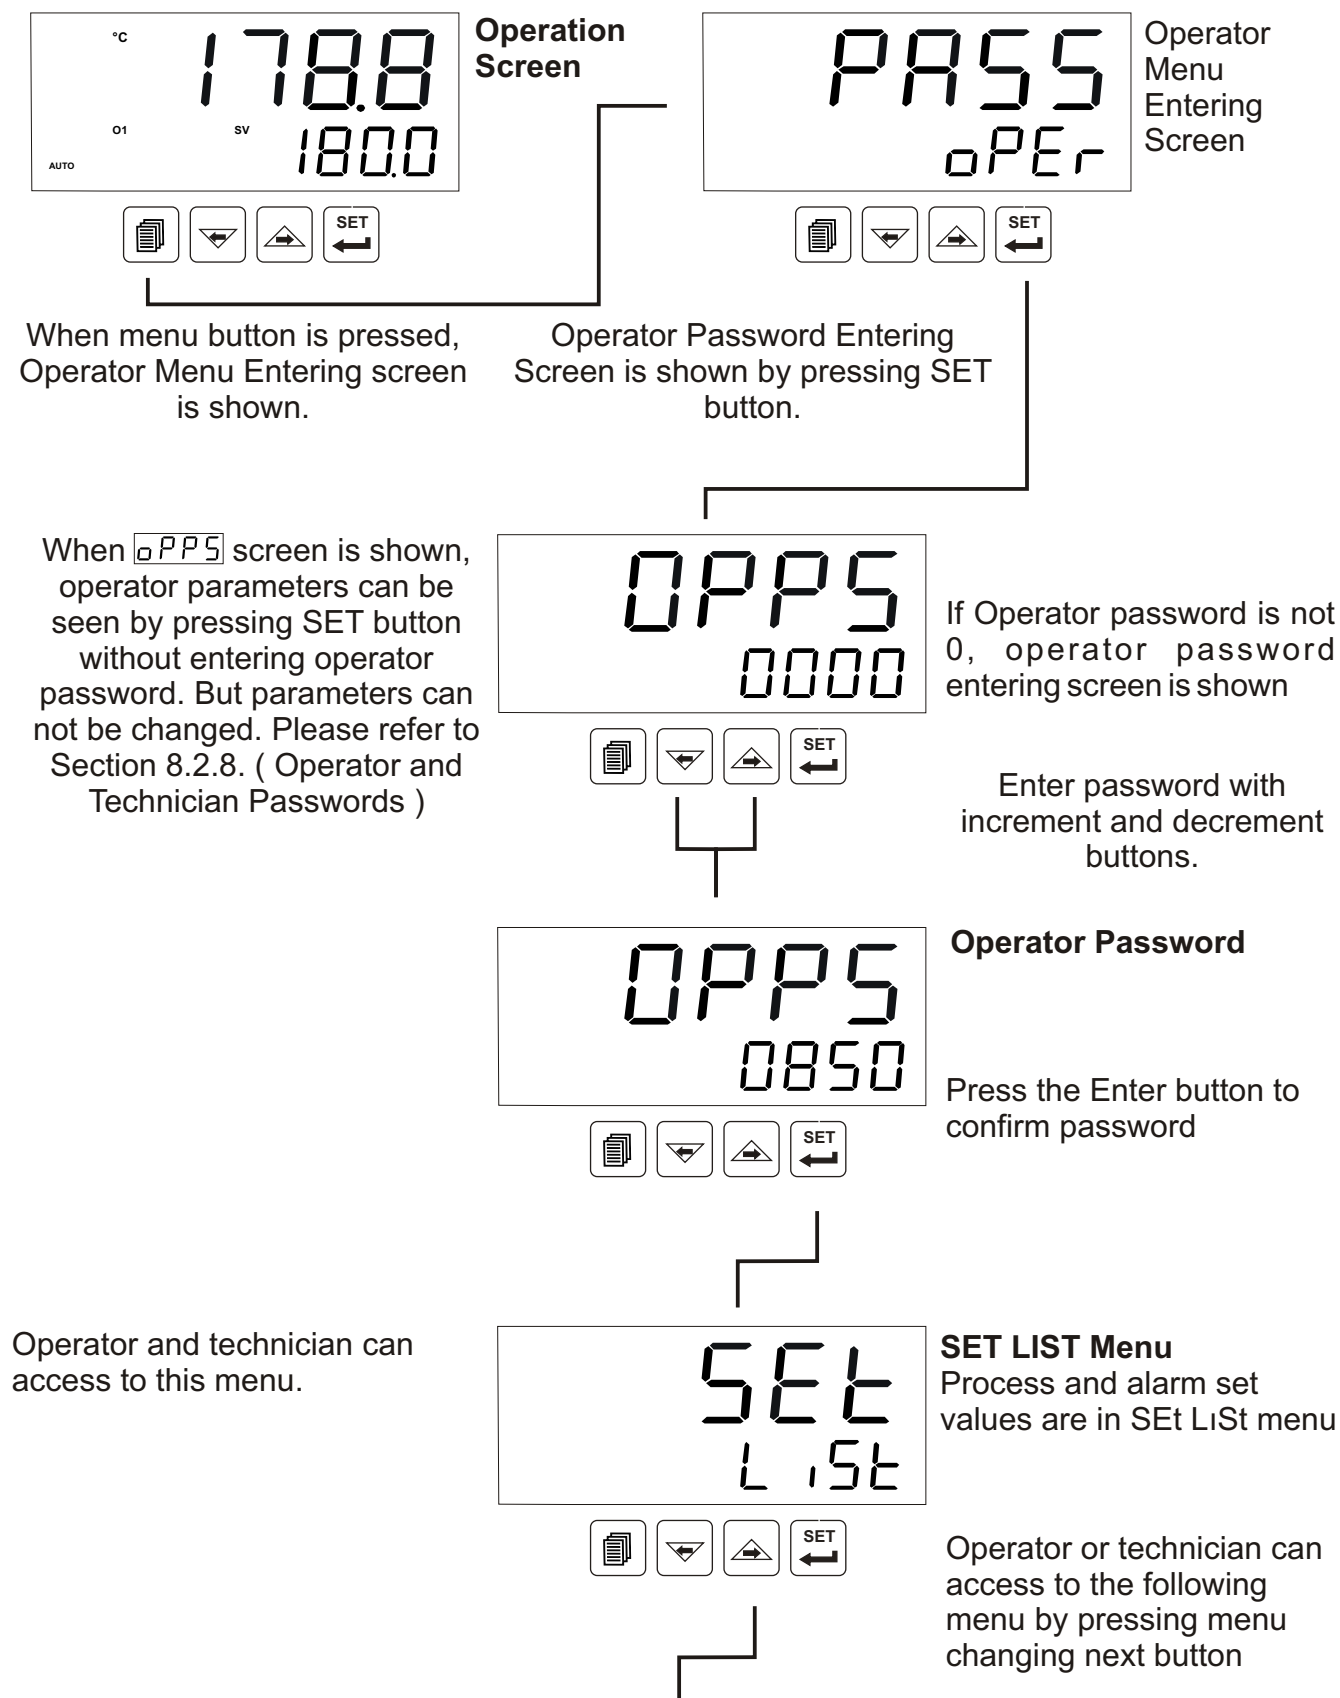 °C
178.8
O1
SV
180.0
AUTO
Operation
Screen
SET
PASS
oPEr
Operator
Menu
Entering
Screen
SET
When menu button is pressed,
Operator Menu Entering screen
is shown.
Operator Password Entering
Screen is shown by pressing SET
button.
When oPPS screen is shown,
operator parameters can be
seen by pressing SET button
without entering operator
password. But parameters can
not be changed. Please refer to
Section 8.2.8. ( Operator and
Technician Passwords )
OPPS
0000
SET
If Operator password is not
0, operator password
entering screen is shown
Enter password with
increment and decrement
buttons.
OPPS
0850
SET
Operator Password
Press the Enter button to
confirm password
Operator and technician can
access to this menu.
SEt
LıSt
SET
SET LIST Menu
Process and alarm set
values are in SEt LıSt menu
Operator or technician can
access to the following
menu by pressing menu
changing next button